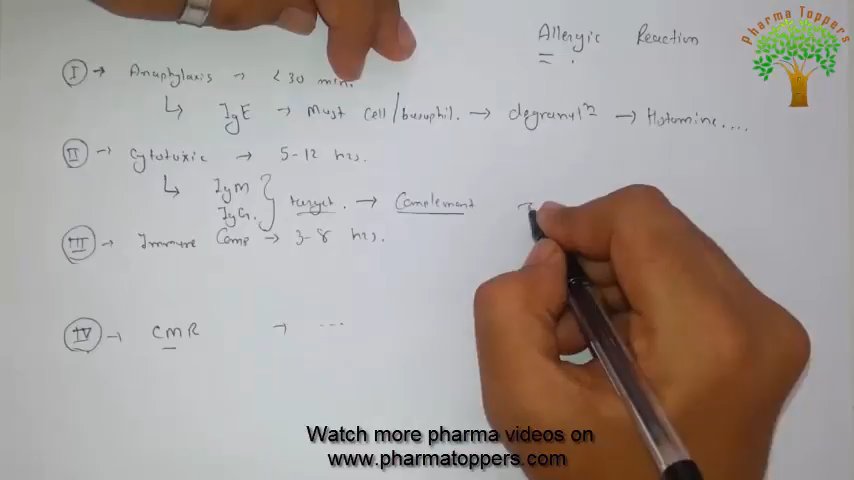 Pharma Toppers
Allergic Reaction
I → Anaphylaxis → < 30 min.
↳ IgE → Mast Cell/basophil. → degranulⁿ → Histamine....
II → Cytotoxic → 5-12 hrs.
↳ IgM
IgG. } target. → Complement
III → Immune Comp → 3-8 hrs.
IV → CMR → ...
Watch more pharma videos on
www.pharmatoppers.com